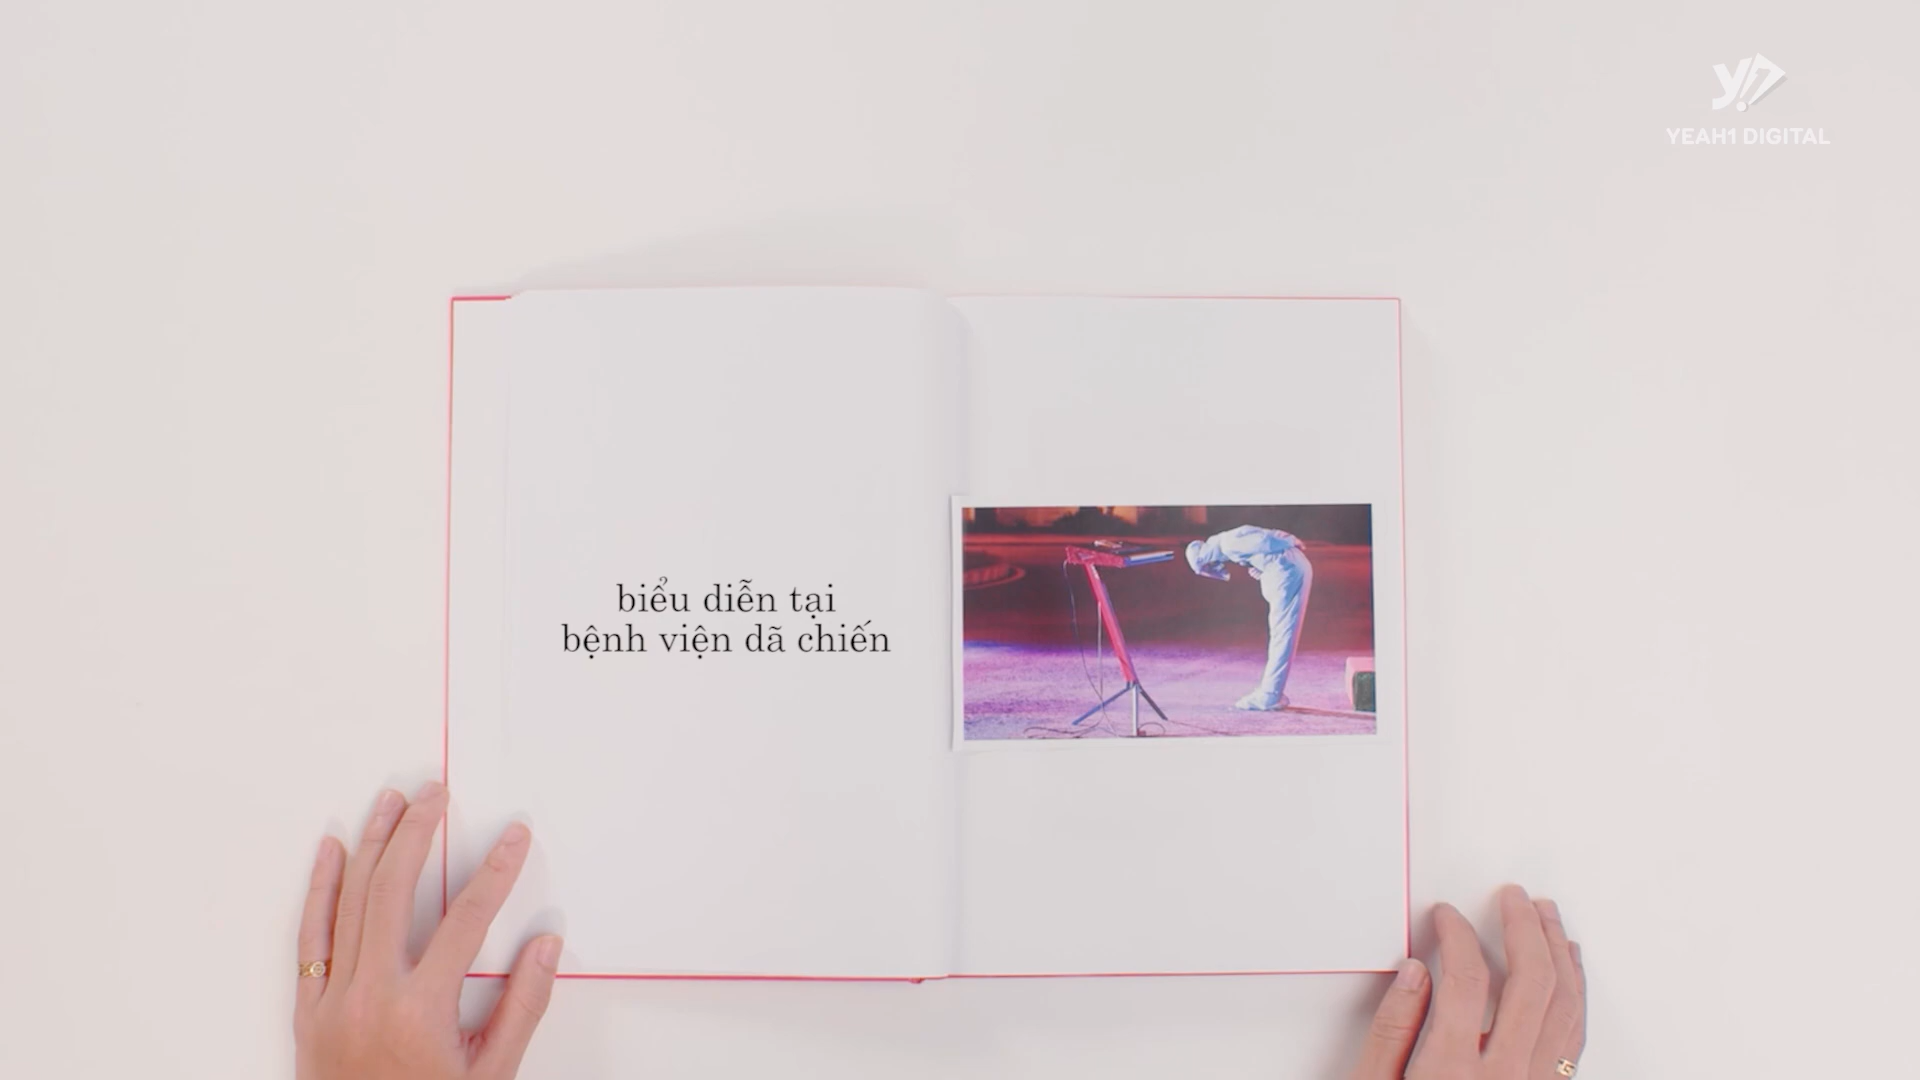 YEAH1 DIGITAL
biểu diễn tại
bệnh viện dã chiến